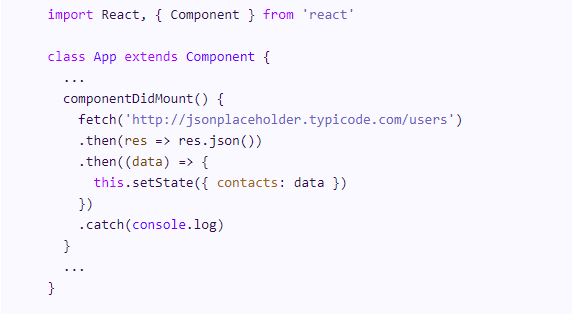 import React, { Component } from 'react'
class App extends Component {
...
componentDidMount() {
fetch('http://jsonplaceholder.typicode.com/users')
.then(res => res.json())
.then((data) => {
this.setState({ contacts: data })
})
.catch(console.log)
}
...
}